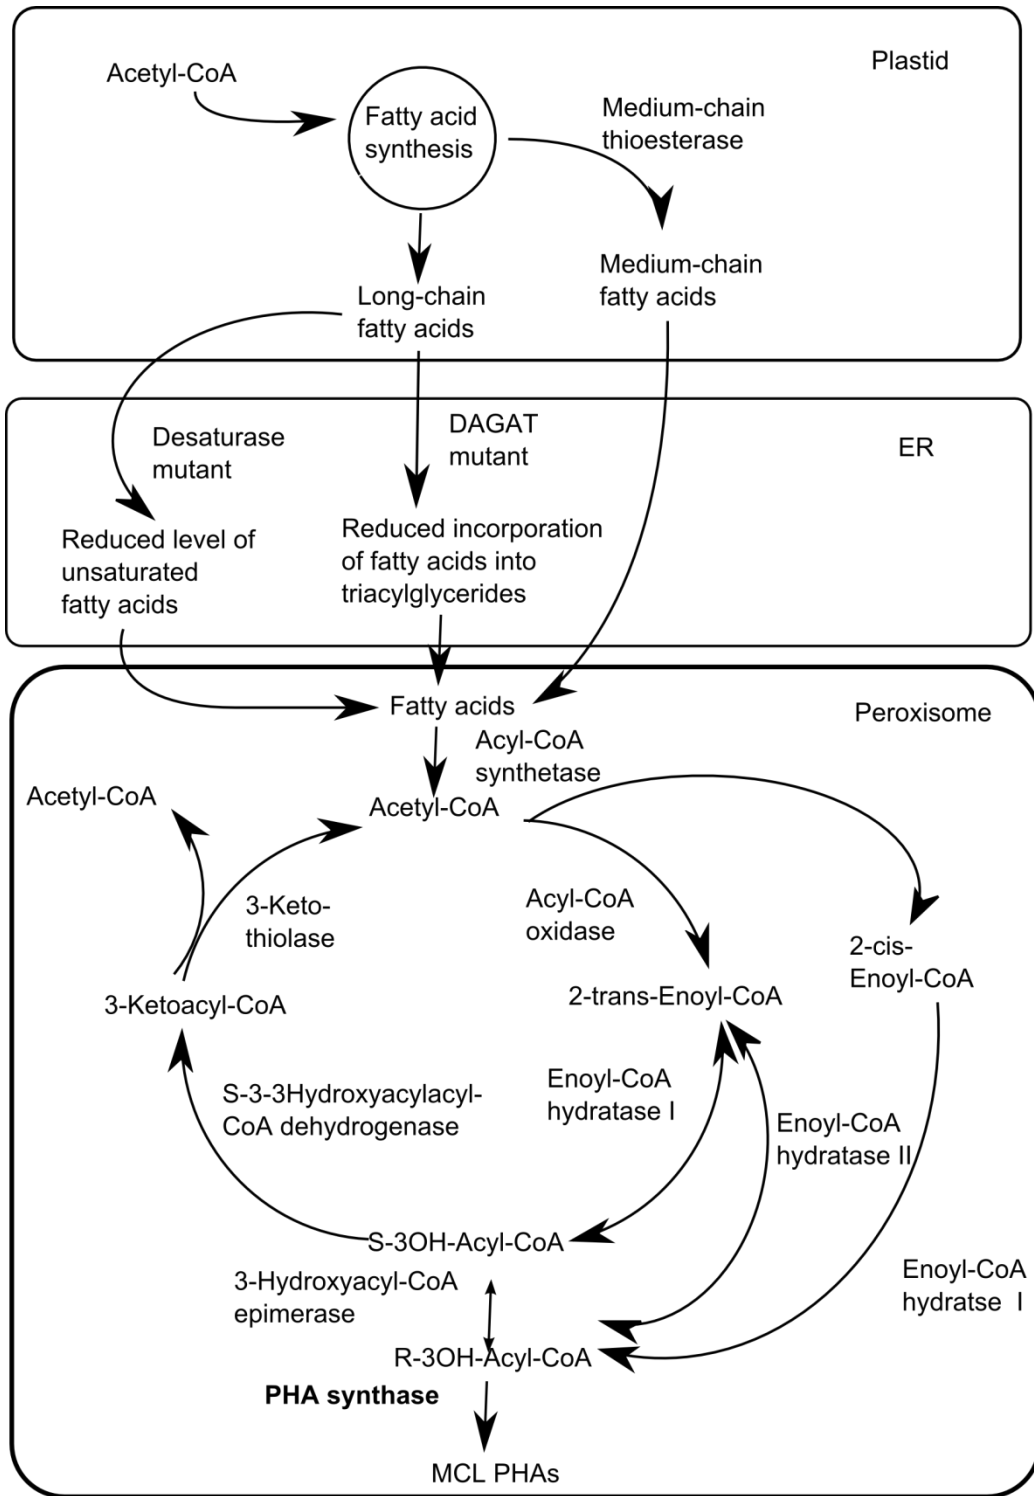 Plastid
Acetyl-CoA
Fatty acid
synthesis
Medium-chain
thioesterase
Long-chain
fatty acids
Medium-chain
fatty acids
ER
Desaturase
mutant
DAGAT
mutant
Reduced level of
unsaturated
fatty acids
Reduced incorporation
of fatty acids into
triacylglycerides
Peroxisome
Fatty acids
Acyl-CoA
synthetase
Acetyl-CoA
Acetyl-CoA
3-Keto-
thiolase
Acyl-CoA
oxidase
2-cis-
Enoyl-CoA
3-Ketoacyl-CoA
2-trans-Enoyl-CoA
S-3-3Hydroxyacylacyl-
CoA dehydrogenase
Enoyl-CoA
hydratase I
Enoyl-CoA
hydratase II
S-3OH-Acyl-CoA
3-Hydroxyacyl-CoA
epimerase
Enoyl-CoA
hydratse I
R-3OH-Acyl-CoA
PHA synthase
MCL PHAs